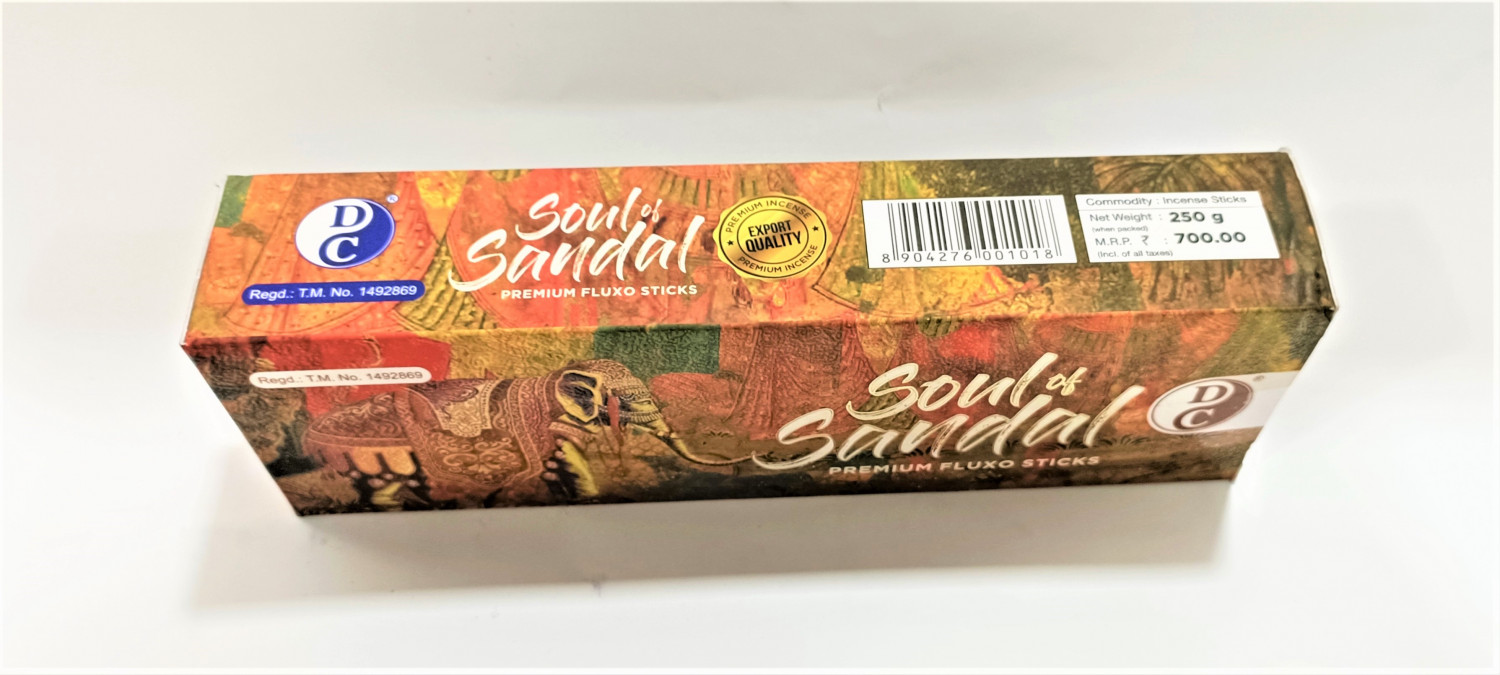 D
C
®
Regd.: T.M. No. 1492869
Soul of
Sandal
PREMIUM FLUXO STICKS
PREMIUM INCENSE
EXPORT
QUALITY
PREMIUM INCENSE
8 904276 001018
Commodity : Incense Sticks
Net Weight : 250 g
(when packed)
M.R.P. ₹ : 700.00
(Incl. of all taxes)
Regd.: T.M. No. 1492869
Soul of
Sandal
PREMIUM FLUXO STICKS
D
C
®